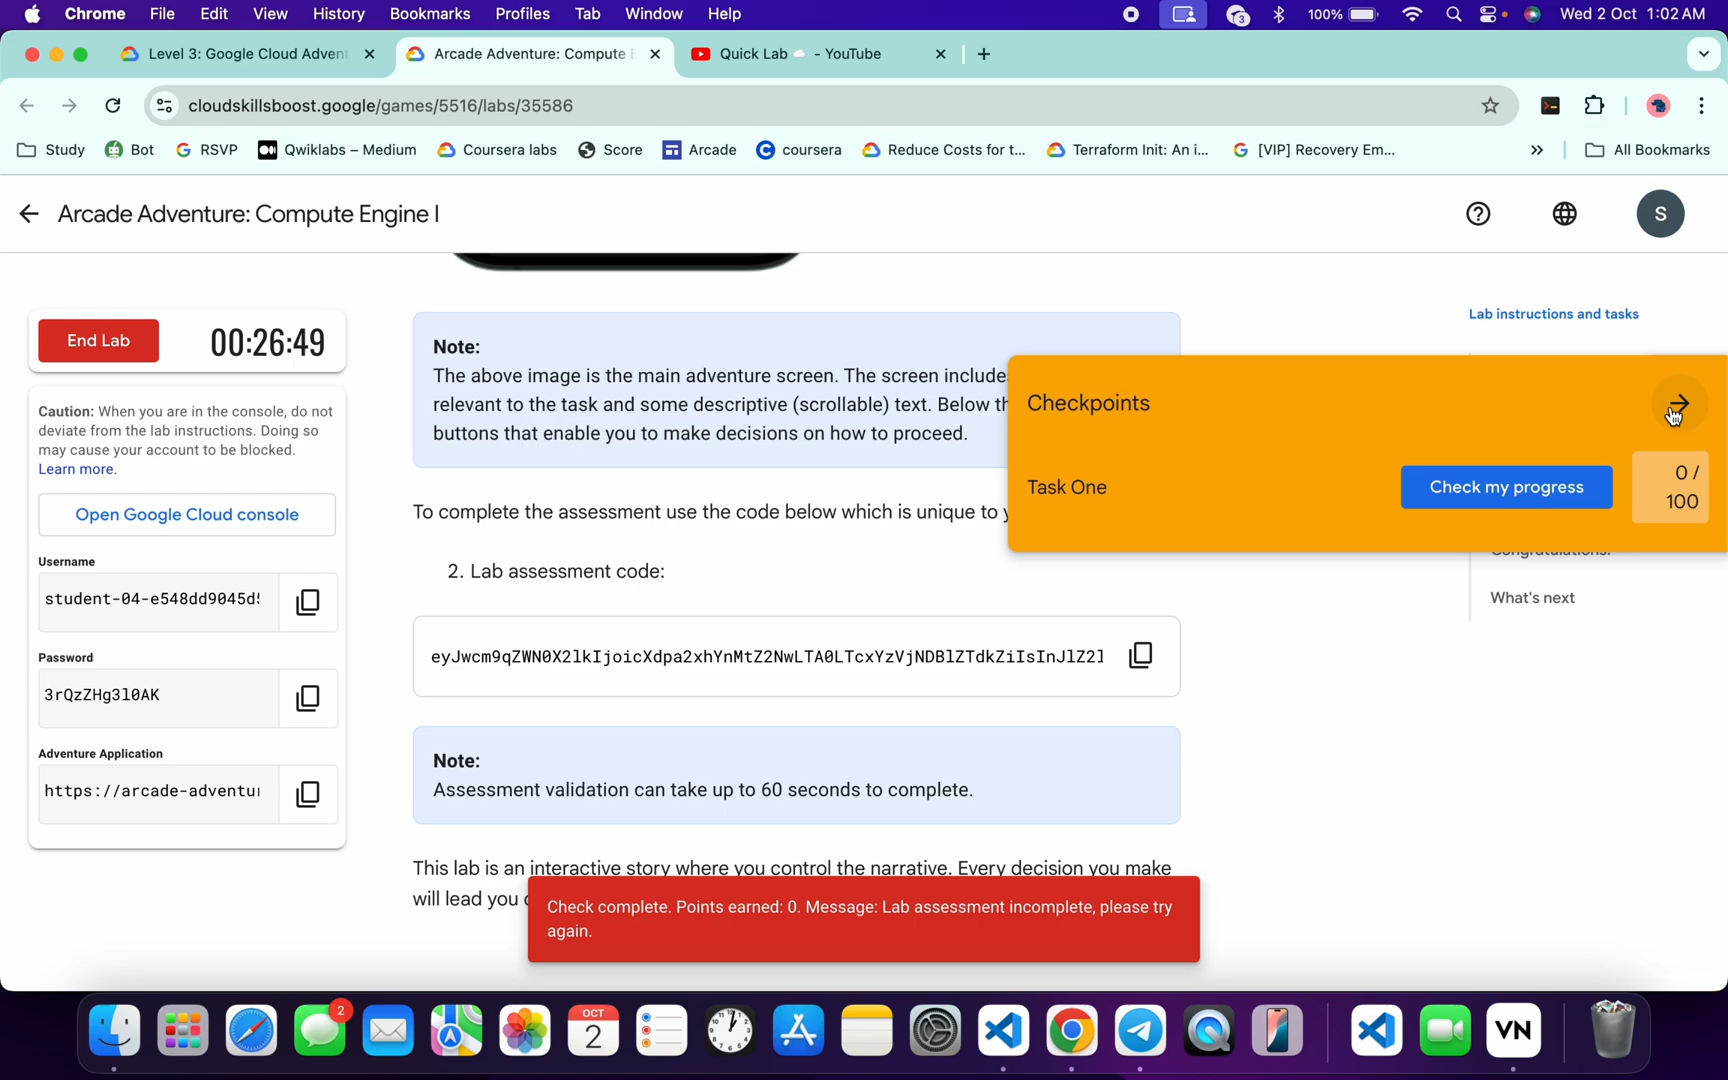 Chrome File Edit View History Bookmarks Profiles Tab Window Help 3 100% Wed 2 Oct 1:02 AM
Level 3: Google Cloud Advent Arcade Adventure: Compute E Quick Lab - YouTube
cloudskillsboost.google/games/5516/labs/35586
Study Bot RSVP Qwiklabs – Medium Coursera labs Score Arcade coursera Reduce Costs for t... Terraform Init: An i... [VIP] Recovery Em... All Bookmarks
Arcade Adventure: Compute Engine I
S
End Lab
00:26:49
Caution: When you are in the console, do not
deviate from the lab instructions. Doing so
may cause your account to be blocked.
Learn more.
Open Google Cloud console
Username
student-04-e548dd9045d
Password
3rQzZHg3l0AK
Adventure Application
https://arcade-adventu
Note:
The above image is the main adventure screen. The screen include
relevant to the task and some descriptive (scrollable) text. Below th
buttons that enable you to make decisions on how to proceed.
To complete the assessment use the code below which is unique to y
2. Lab assessment code:
eyJwcm9qZWN0X2lkIjoicXdpa2xhYnMtZ2NwLTA0LTcxYzVjNDBlZTdkZiIsInJlZ2l
Note:
Assessment validation can take up to 60 seconds to complete.
This lab is an interactive story where you control the narrative. Every decision you make
will lead you
Check complete. Points earned: 0. Message: Lab assessment incomplete, please try
again.
Lab instructions and tasks
Checkpoints
Task One
Check my progress
0 /
100
Congratulations!
What's next
2
OCT
2
VN